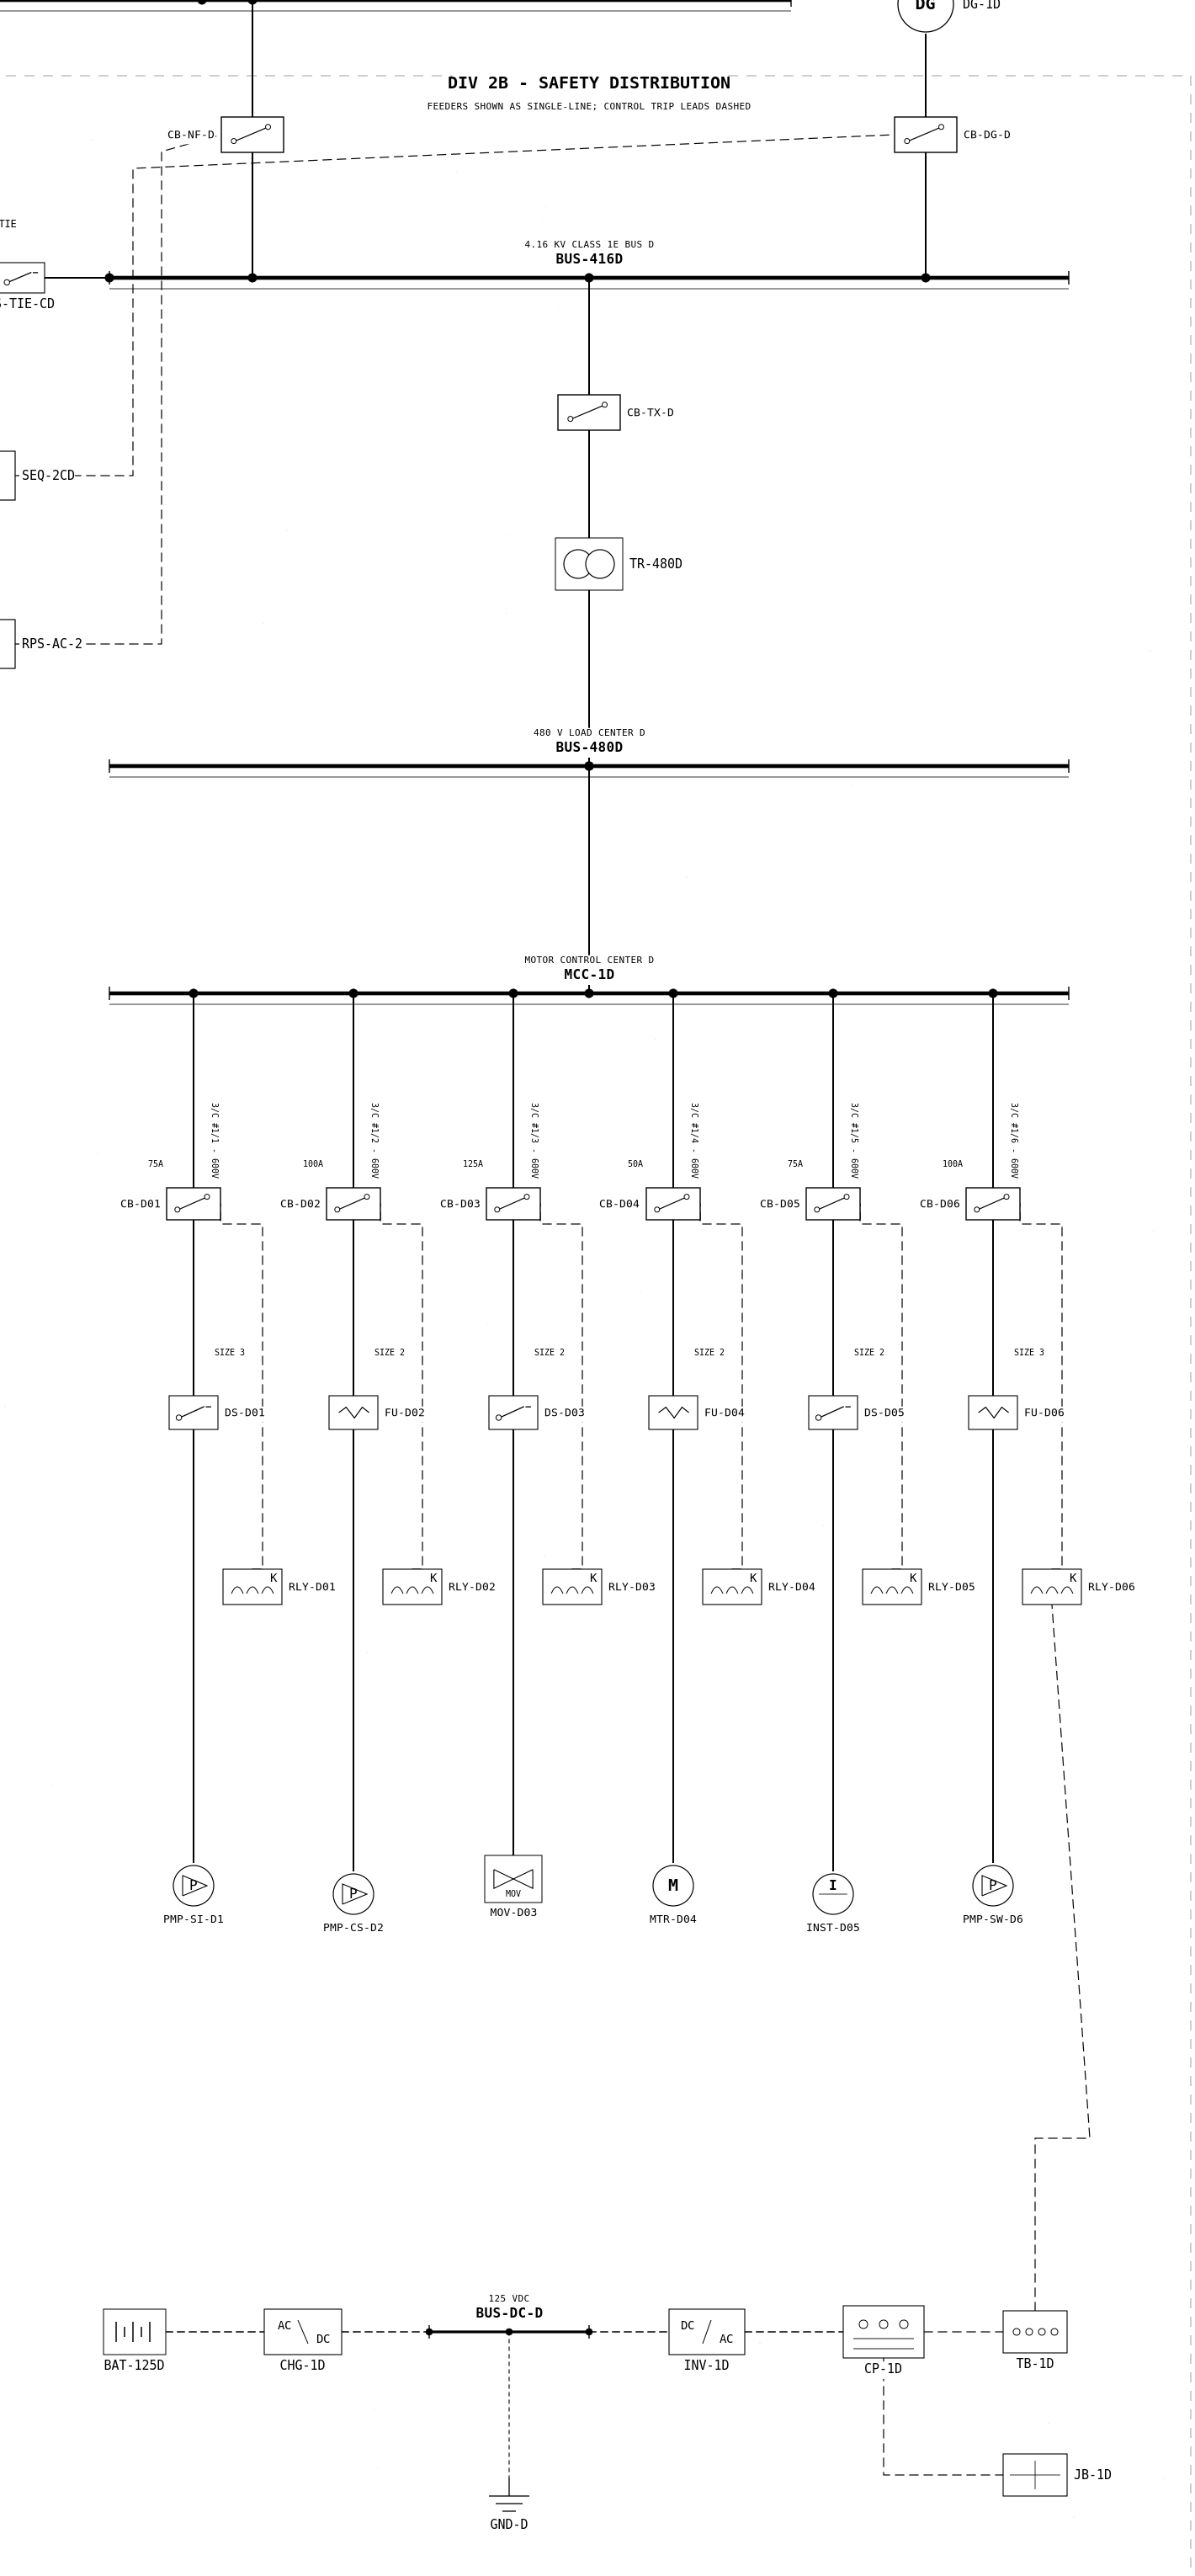 DG
DG-1D
DIV 2B - SAFETY DISTRIBUTION
FEEDERS SHOWN AS SINGLE-LINE; CONTROL TRIP LEADS DASHED
CB-NF-D
CB-DG-D
TIE
4.16 KV CLASS 1E BUS D
BUS-416D
S-TIE-CD
CB-TX-D
SEQ-2CD
TR-480D
RPS-AC-2
480 V LOAD CENTER D
BUS-480D
MOTOR CONTROL CENTER D
MCC-1D
3/C #1/1 - 600V
3/C #1/2 - 600V
3/C #1/3 - 600V
3/C #1/4 - 600V
3/C #1/5 - 600V
3/C #1/6 - 600V
75A
100A
125A
50A
75A
100A
CB-D01
CB-D02
CB-D03
CB-D04
CB-D05
CB-D06
SIZE 3
SIZE 2
SIZE 2
SIZE 2
SIZE 2
SIZE 3
DS-D01
FU-D02
DS-D03
FU-D04
DS-D05
FU-D06
K
K
K
K
K
K
RLY-D01
RLY-D02
RLY-D03
RLY-D04
RLY-D05
RLY-D06
P
P
MOV
M
I
P
PMP-SI-D1
PMP-CS-D2
MOV-D03
MTR-D04
INST-D05
PMP-SW-D6
125 VDC
BUS-DC-D
AC
DC
DC
AC
BAT-125D
CHG-1D
INV-1D
CP-1D
TB-1D
JB-1D
GND-D